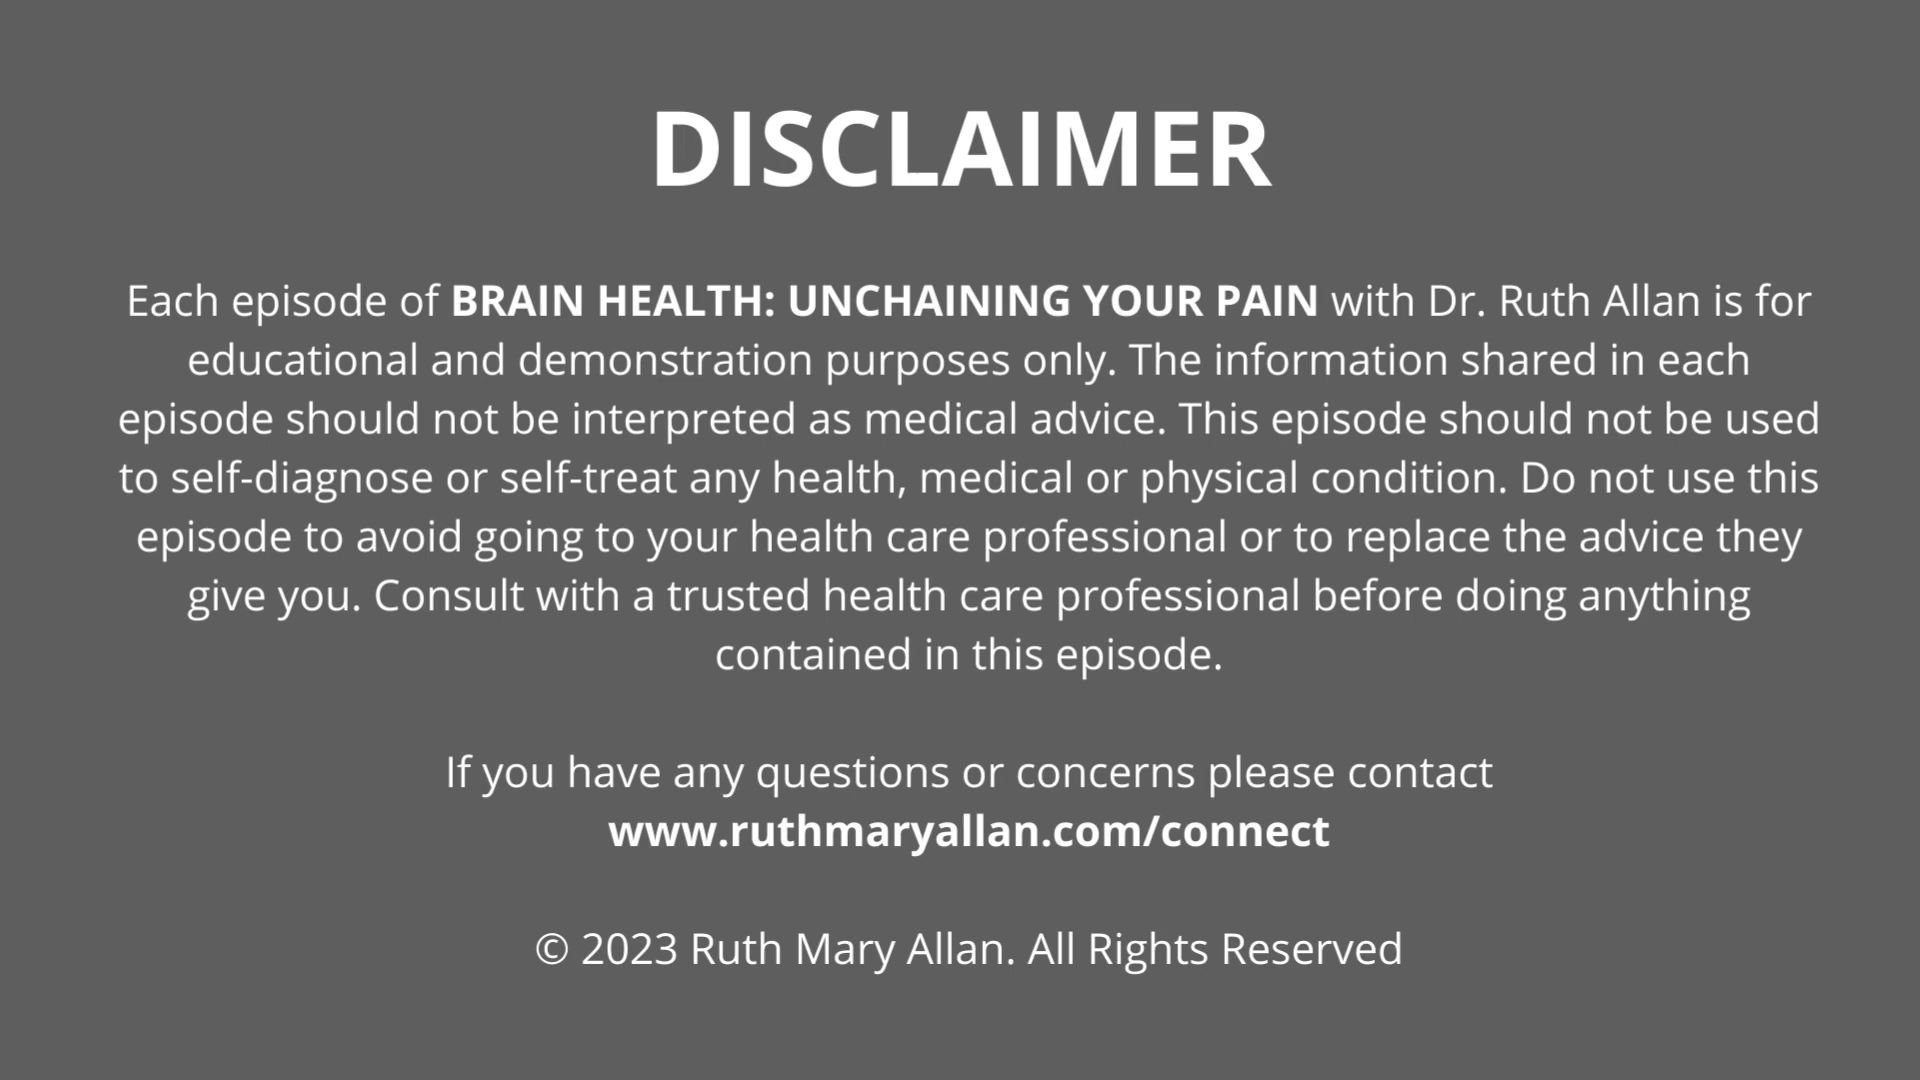 DISCLAIMER
Each episode of BRAIN HEALTH: UNCHAINING YOUR PAIN with Dr. Ruth Allan is for
educational and demonstration purposes only. The information shared in each
episode should not be interpreted as medical advice. This episode should not be used
to self-diagnose or self-treat any health, medical or physical condition. Do not use this
episode to avoid going to your health care professional or to replace the advice they
give you. Consult with a trusted health care professional before doing anything
contained in this episode.
If you have any questions or concerns please contact
www.ruthmaryallan.com/connect
© 2023 Ruth Mary Allan. All Rights Reserved